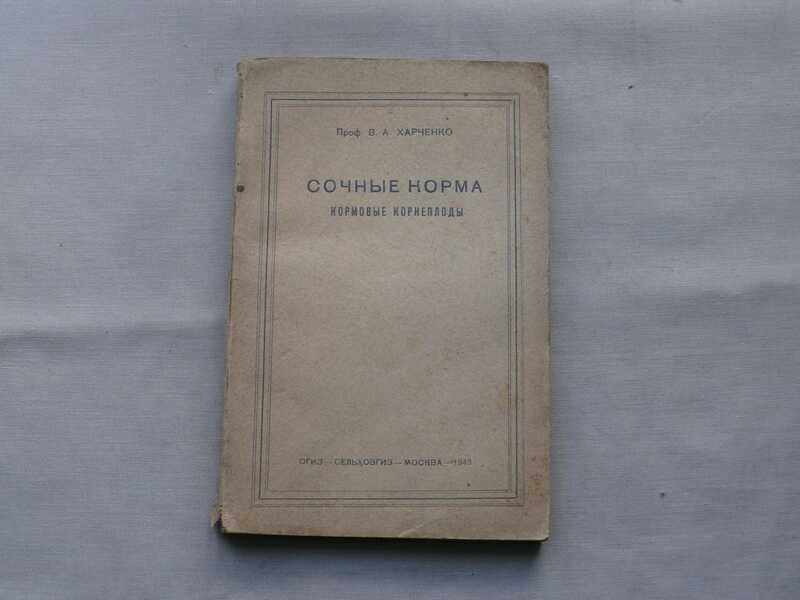 Проф. В. А. ХАРЧЕНКО
СОЧНЫЕ КОРМА
КОРМОВЫЕ КОРНЕПЛОДЫ
ОГИЗ—СЕЛЬХОЗГИЗ—МОСКВА—